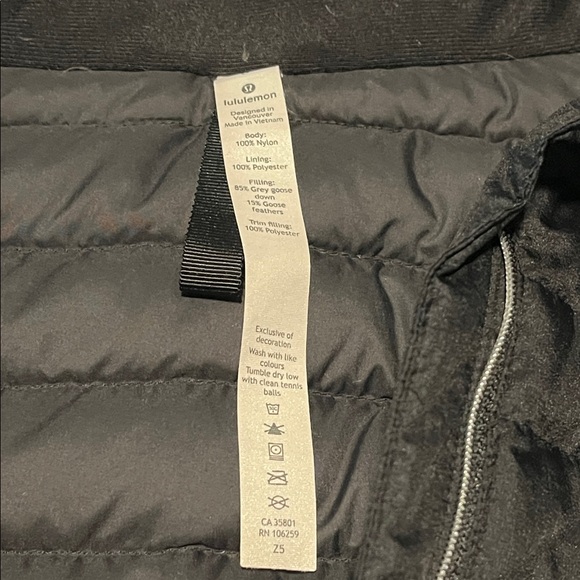 lululemon
Designed in
Vancouver
Made in Vietnam
Body:
100% Nylon
Lining:
100% Polyester
Filling:
85% Grey goose
down
15% Goose
feathers
Trim filling:
100% Polyester
Exclusive of
decoration
Wash with like
colours
Tumble dry low
with clean tennis
balls
CA 35801
RN 106259
Z5